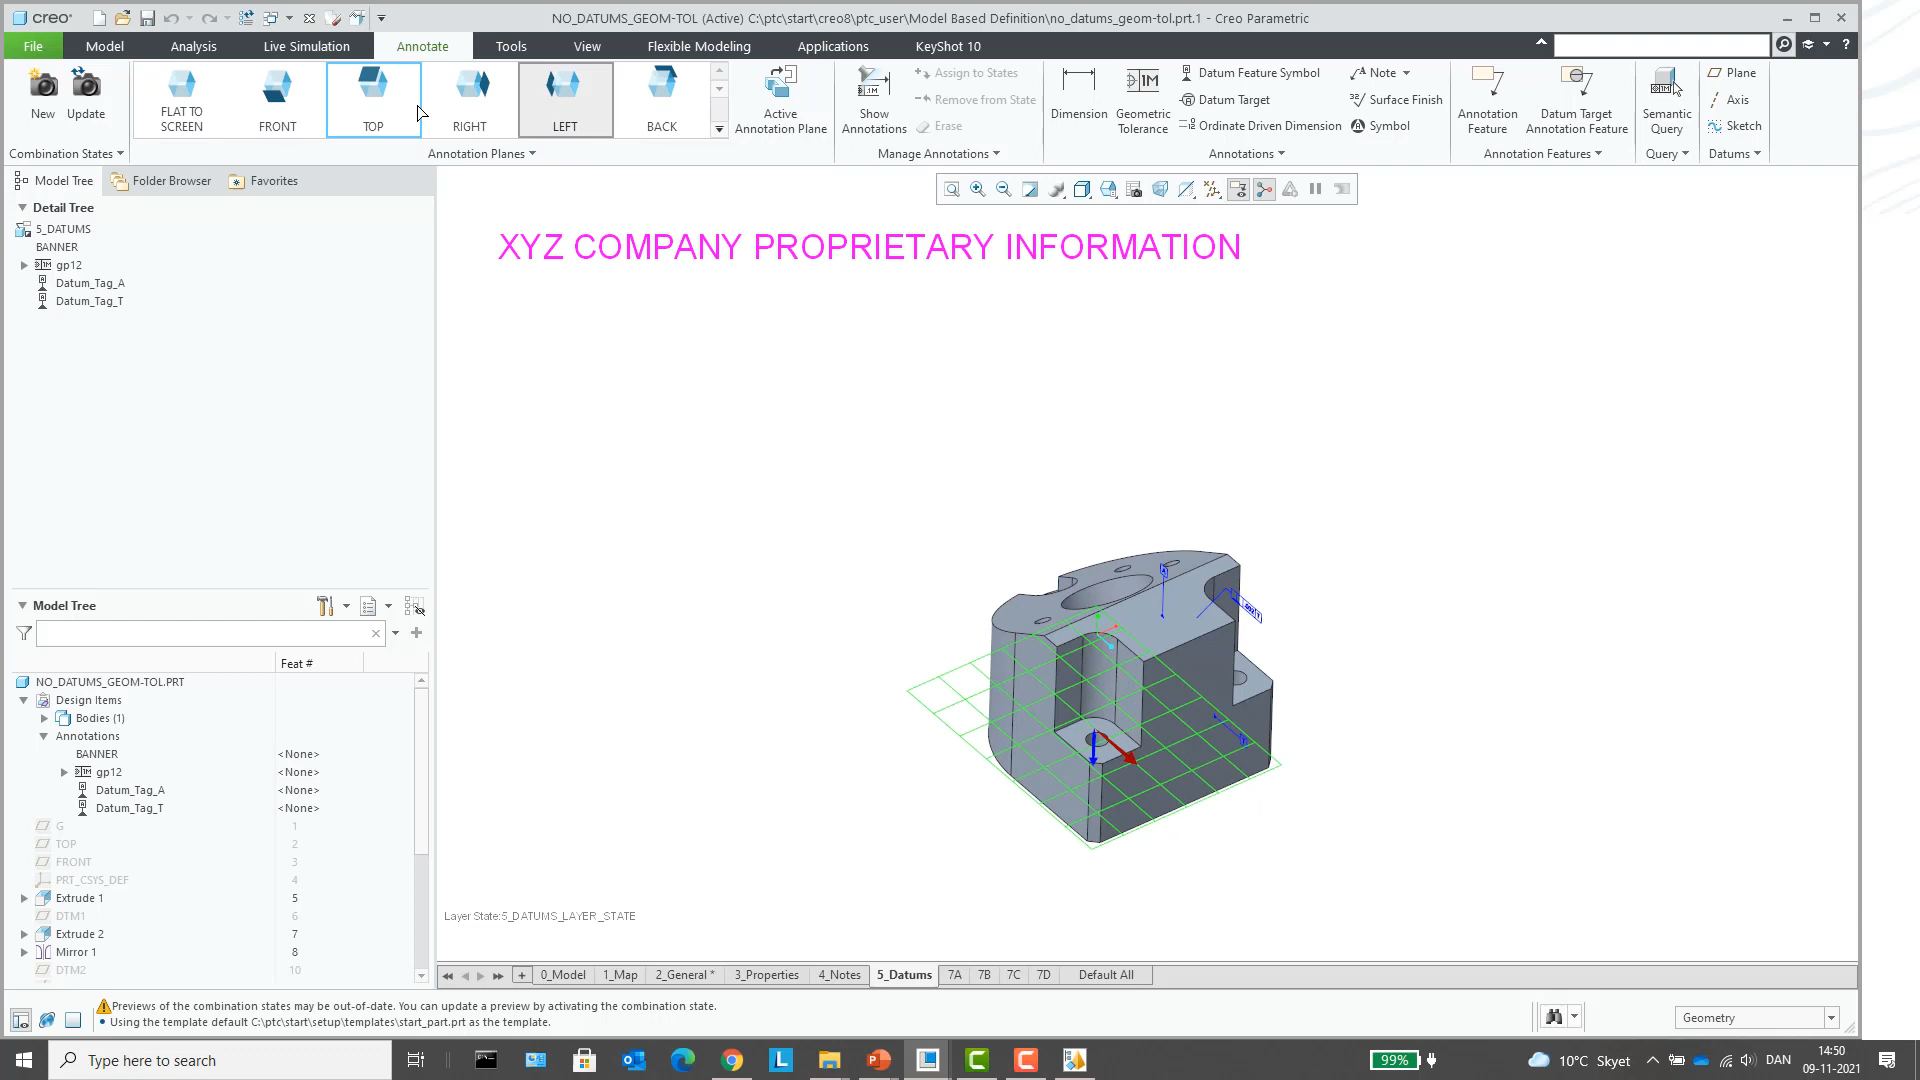 creo
NO_DATUMS_GEOM-TOL (Active) C:\ptc\start\creo8\ptc_user\Model Based Definition\no_datums_geom-tol.prt.1 - Creo Parametric
File Model Analysis Live Simulation Annotate Tools View Flexible Modeling Applications KeyShot 10
New Update
FLAT TO SCREEN
FRONT TOP RIGHT LEFT BACK
Active Annotation Plane
Show Annotations
Assign to States
Remove from State
Erase
Dimension
Geometric Tolerance
Datum Feature Symbol
Datum Target
Ordinate Driven Dimension
Note
Surface Finish
Symbol
Annotation Feature
Datum Target Annotation Feature
Semantic Query
Plane
Axis
Sketch
Combination States Annotation Planes Manage Annotations Annotations Annotation Features Query Datums
Model Tree Folder Browser Favorites
Detail Tree
5_DATUMS
BANNER
gp12
Datum_Tag_A
Datum_Tag_T
XYZ COMPANY PROPRIETARY INFORMATION
Model Tree
Feat #
NO_DATUMS_GEOM-TOL.PRT
Design Items
Bodies (1)
Annotations
BANNER <None>
gp12 <None>
Datum_Tag_A <None>
Datum_Tag_T <None>
G 1
TOP 2
FRONT 3
PRT_CSYS_DEF 4
Extrude 1 5
DTM1 6
Extrude 2 7
Mirror 1 8
DTM2 10
Layer State:5_DATUMS_LAYER_STATE
0_Model 1_Map 2_General * 3_Properties 4_Notes 5_Datums 7A 7B 7C 7D Default All
Previews of the combination states may be out-of-date. You can update a preview by activating the combination state.
• Using the template default C:\ptc\start\setup\templates\start_part.prt as the template.
Geometry
Type here to search
99%
10°C Skyet
DAN
14:50
09-11-2021